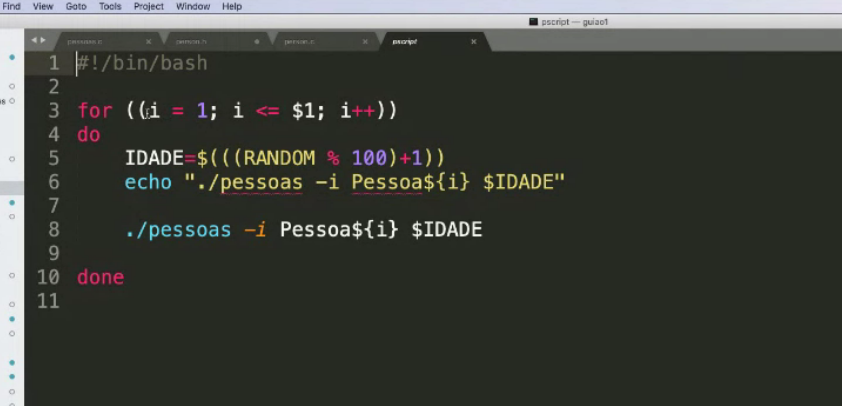 Find View Goto Tools Project Window Help
pscript — guiao1
pessoas.c person.h person.c pscript
1 #!/bin/bash
2
3 for ((i = 1; i <= $1; i++))
4 do
5 IDADE=$(((RANDOM % 100)+1))
6 echo "./pessoas -i Pessoa${i} $IDADE"
7
8 ./pessoas -i Pessoa${i} $IDADE
9
10 done
11